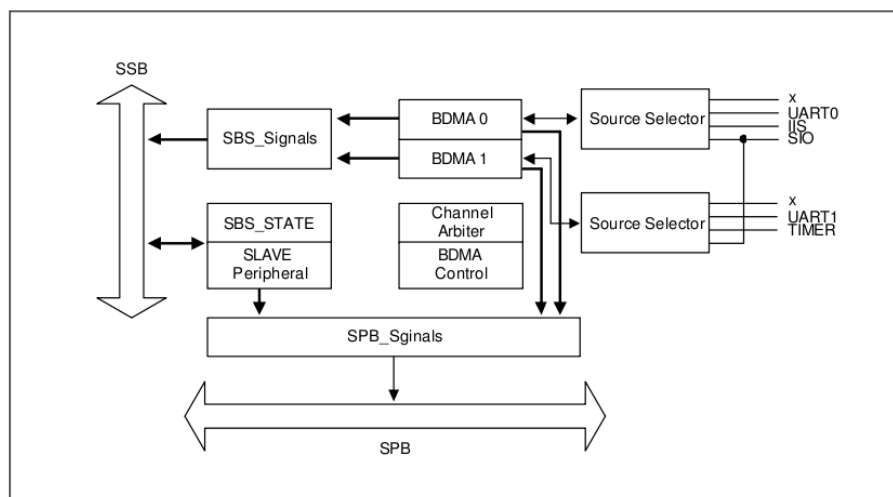 SSB
SBS_Signals
BDMA 0
BDMA 1
Source Selector
x
UART0
IIS
SIO
SBS_STATE
SLAVE
Peripheral
Channel
Arbiter
BDMA
Control
Source Selector
x
UART1
TIMER
SPB_Sginals
SPB